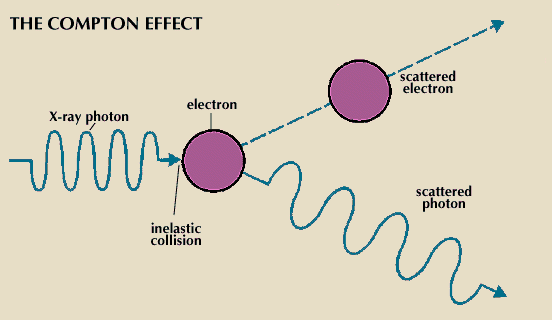 THE COMPTON EFFECT
X-ray photon
electron
scattered
electron
inelastic
collision
scattered
photon